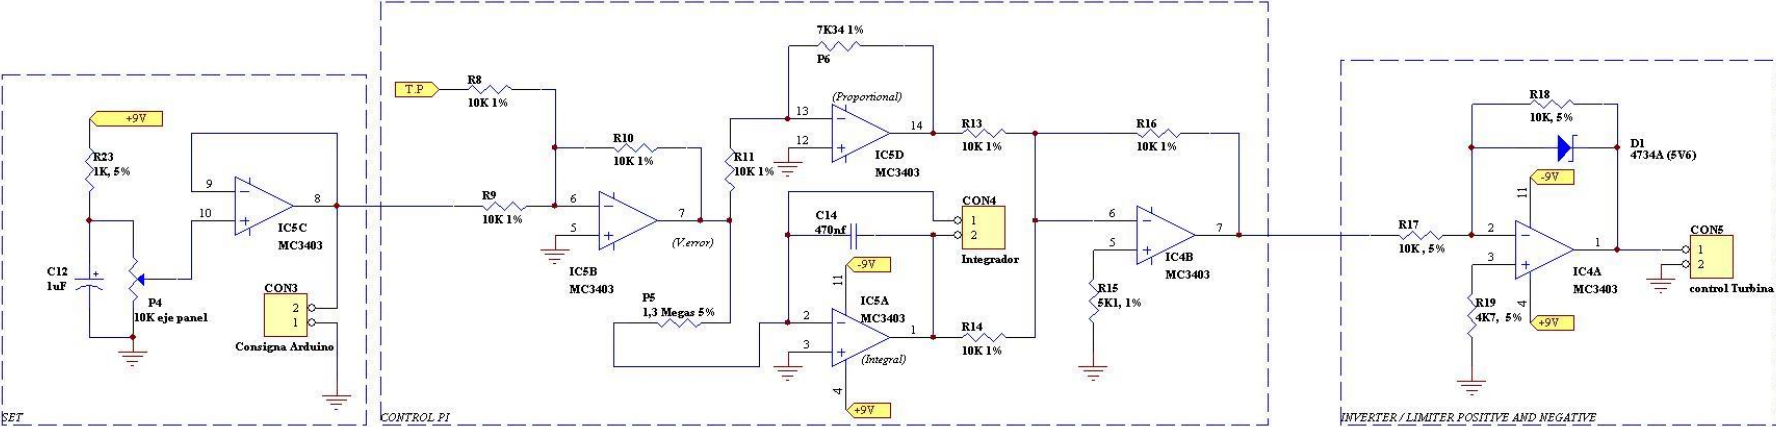 +9V
R23
1K, 5%
9
10
8
IC5C
MC3403
C12
1uF
+
P4
10K eje panel
CON3
2
1
Consigna Arduino
SET
T.P
R8
10K 1%
R9
10K 1%
R10
10K 1%
6
5
7
(V.error)
IC5B
MC3403
R11
10K 1%
7K34 1%
P6
(Proportional)
13
12
14
IC5D
MC3403
P5
1,3 Megas 5%
C14
470nf
CON4
1
2
Integrador
-9V
11
IC5A
MC3403
2
3
1
(Integral)
4
+9V
R13
10K 1%
R14
10K 1%
R16
10K 1%
6
5
7
IC4B
MC3403
R15
5K1, 1%
CONTROL PI
R17
10K , 5%
R18
10K, 5%
D1
4734A (5V6)
-9V
11
2
3
1
IC4A
MC3403
4
+9V
R19
4K7, 5%
CON5
1
2
control Turbina
INVERTER / LIMITER POSITIVE AND NEGATIVE